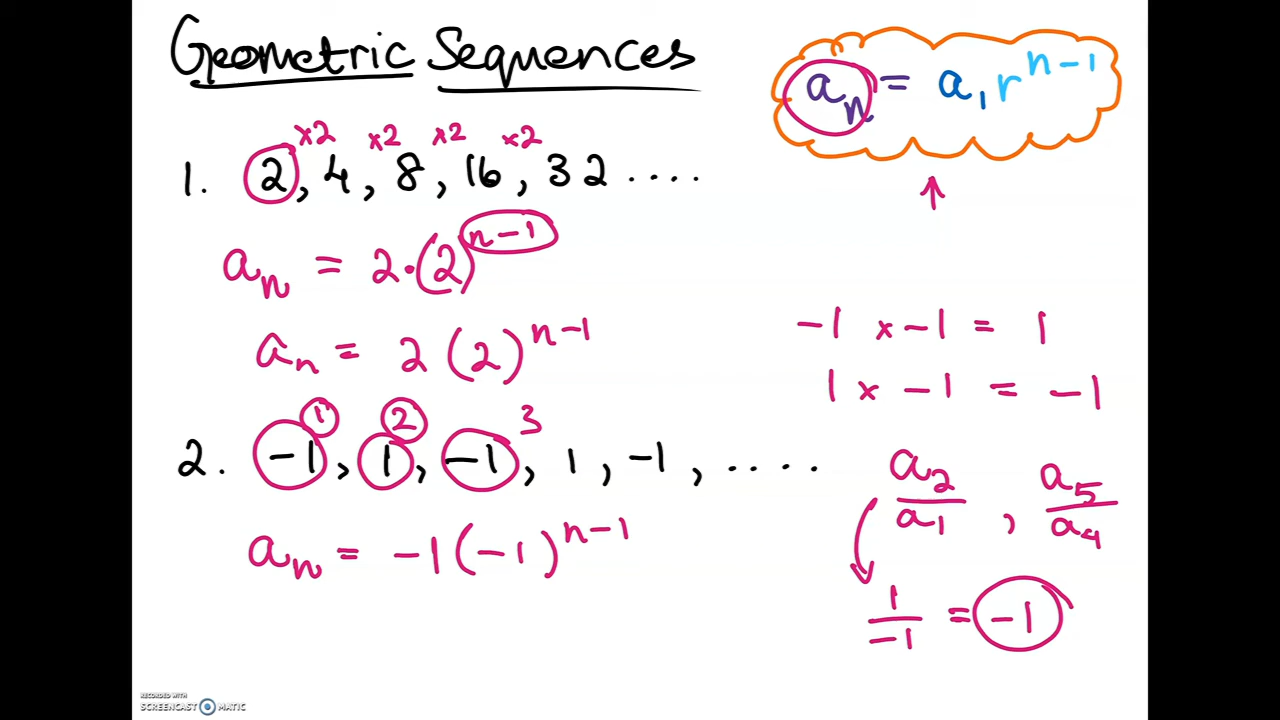 Geometric Sequences
aₙ = a₁rⁿ⁻¹
×2 ×2 ×2 ×2
1. 2, 4, 8, 16, 32 ....
aₙ = 2·(2)ⁿ⁻¹
aₙ = 2(2)ⁿ⁻¹
-1 × -1 = 1
1 × -1 = -1
1 2 3
2. -1, 1, -1, 1, -1, ....
a₂/a₁, a₅/a₄
aₙ = -1(-1)ⁿ⁻¹
1/-1 = -1
RECORDED WITH
SCREENCAST MATIC